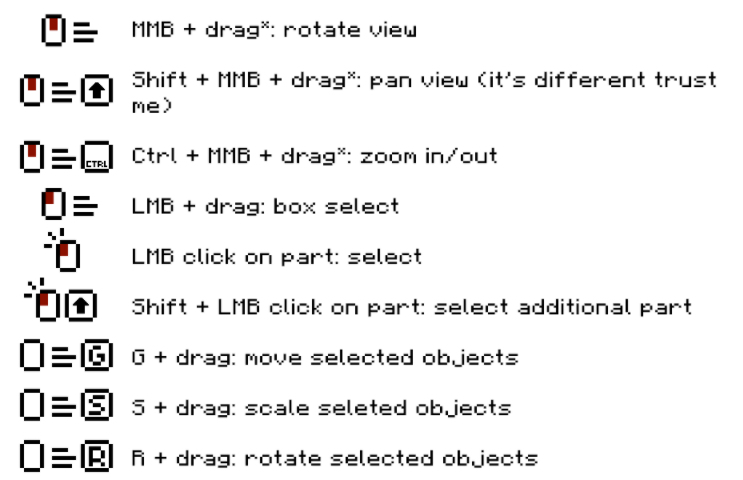 MMB + drag*: rotate view
Shift + MMB + drag*: pan view (it's different trust
me)
CTRL Ctrl + MMB + drag*: zoom in/out
LMB + drag: box select
LMB click on part: select
Shift + LMB click on part: select additional part
G G + drag: move selected objects
S S + drag: scale seleted objects
R R + drag: rotate selected objects